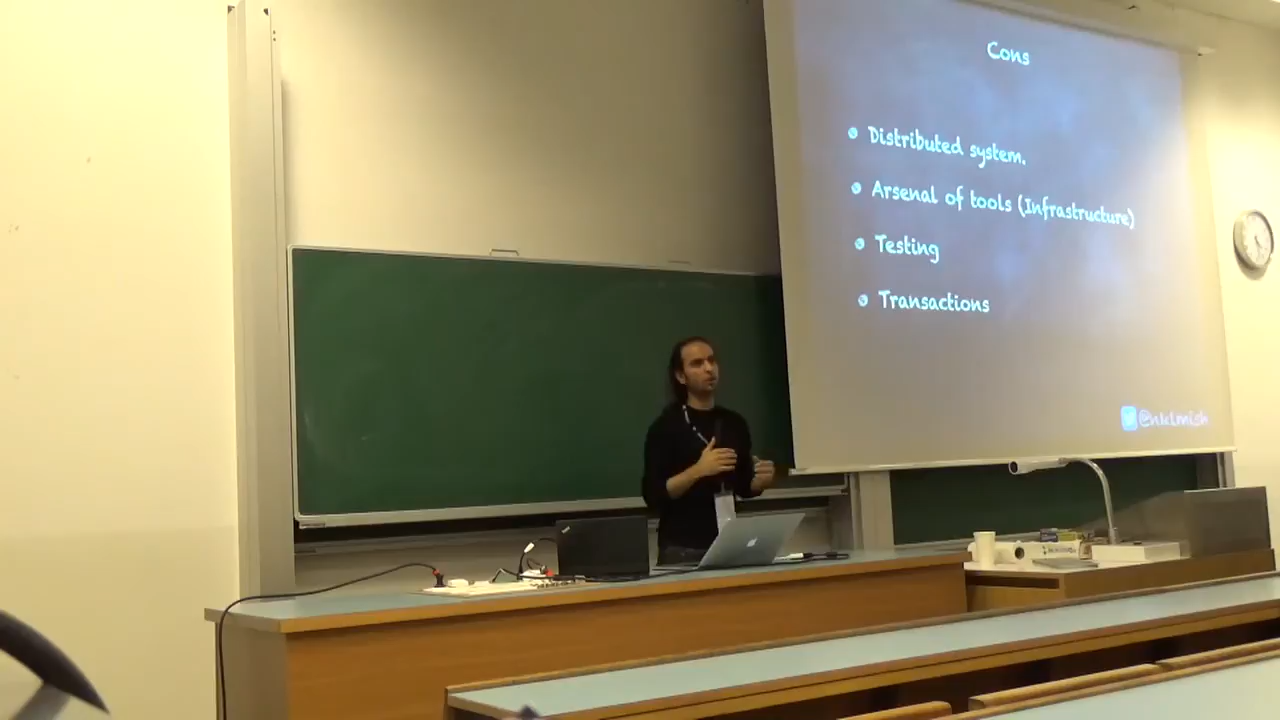 Cons
Distributed system.
Arsenal of tools (Infrastructure)
Testing
Transactions
@nklmish